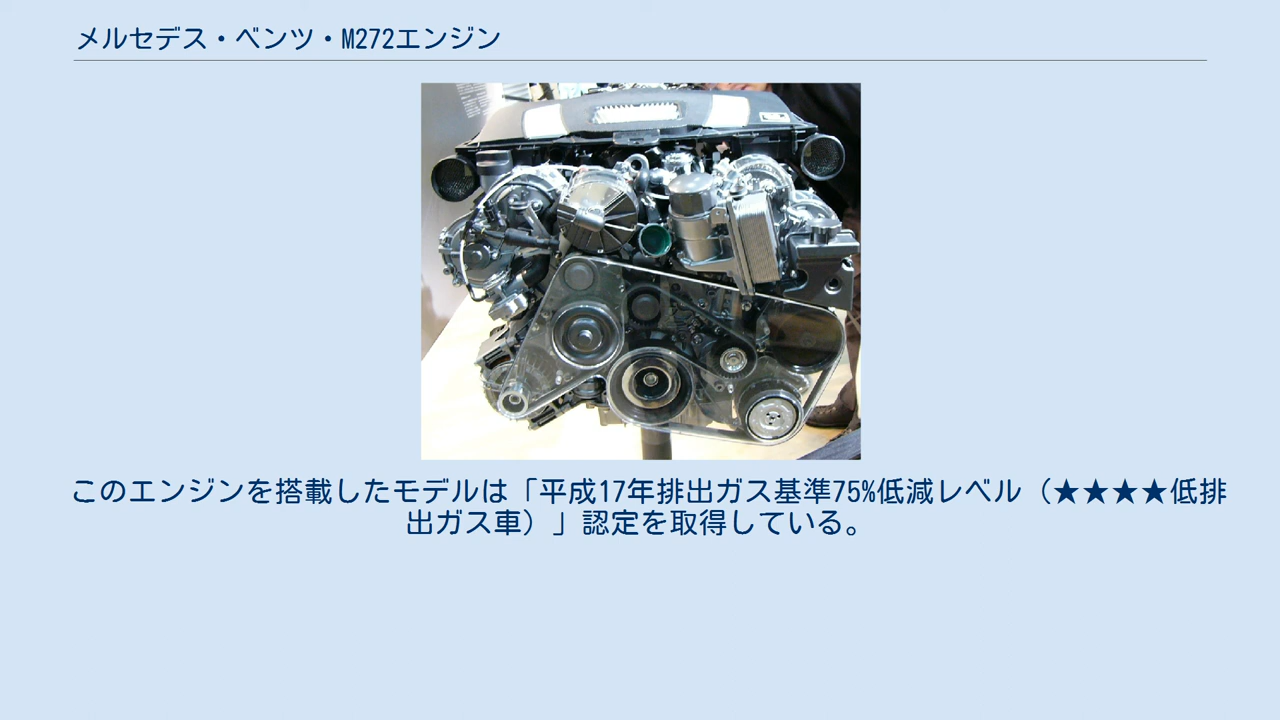 メルセデス・ベンツ・M272エンジン
このエンジンを搭載したモデルは「平成17年排出ガス基準75%低減レベル（★★★★低排
出ガス車）」認定を取得している。